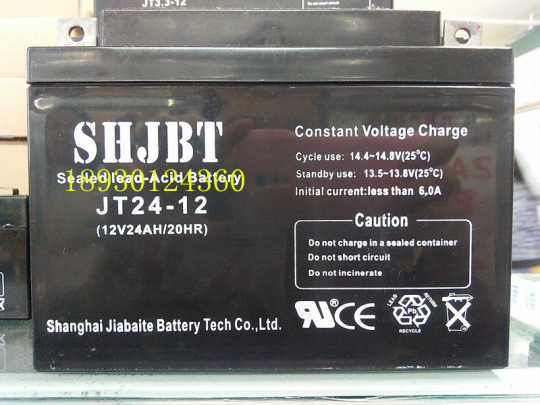 JT3.3-12
SHJBT
Sealed lead-Acid Battery
18930124360
JT24-12
(12V24AH/20HR)
Shanghai Jiabaite Battery Tech Co.,Ltd.
Constant Voltage Charge
Cycle use: 14.4~14.8V(25°C)
Standby use: 13.5~13.8V(25°C)
Initial current:less than 6,0A
Caution
Do not charge in a sealed container
Do not short circuit
Do not incinerate
CE
LEAD
RETURN
Pb
RECYCLE